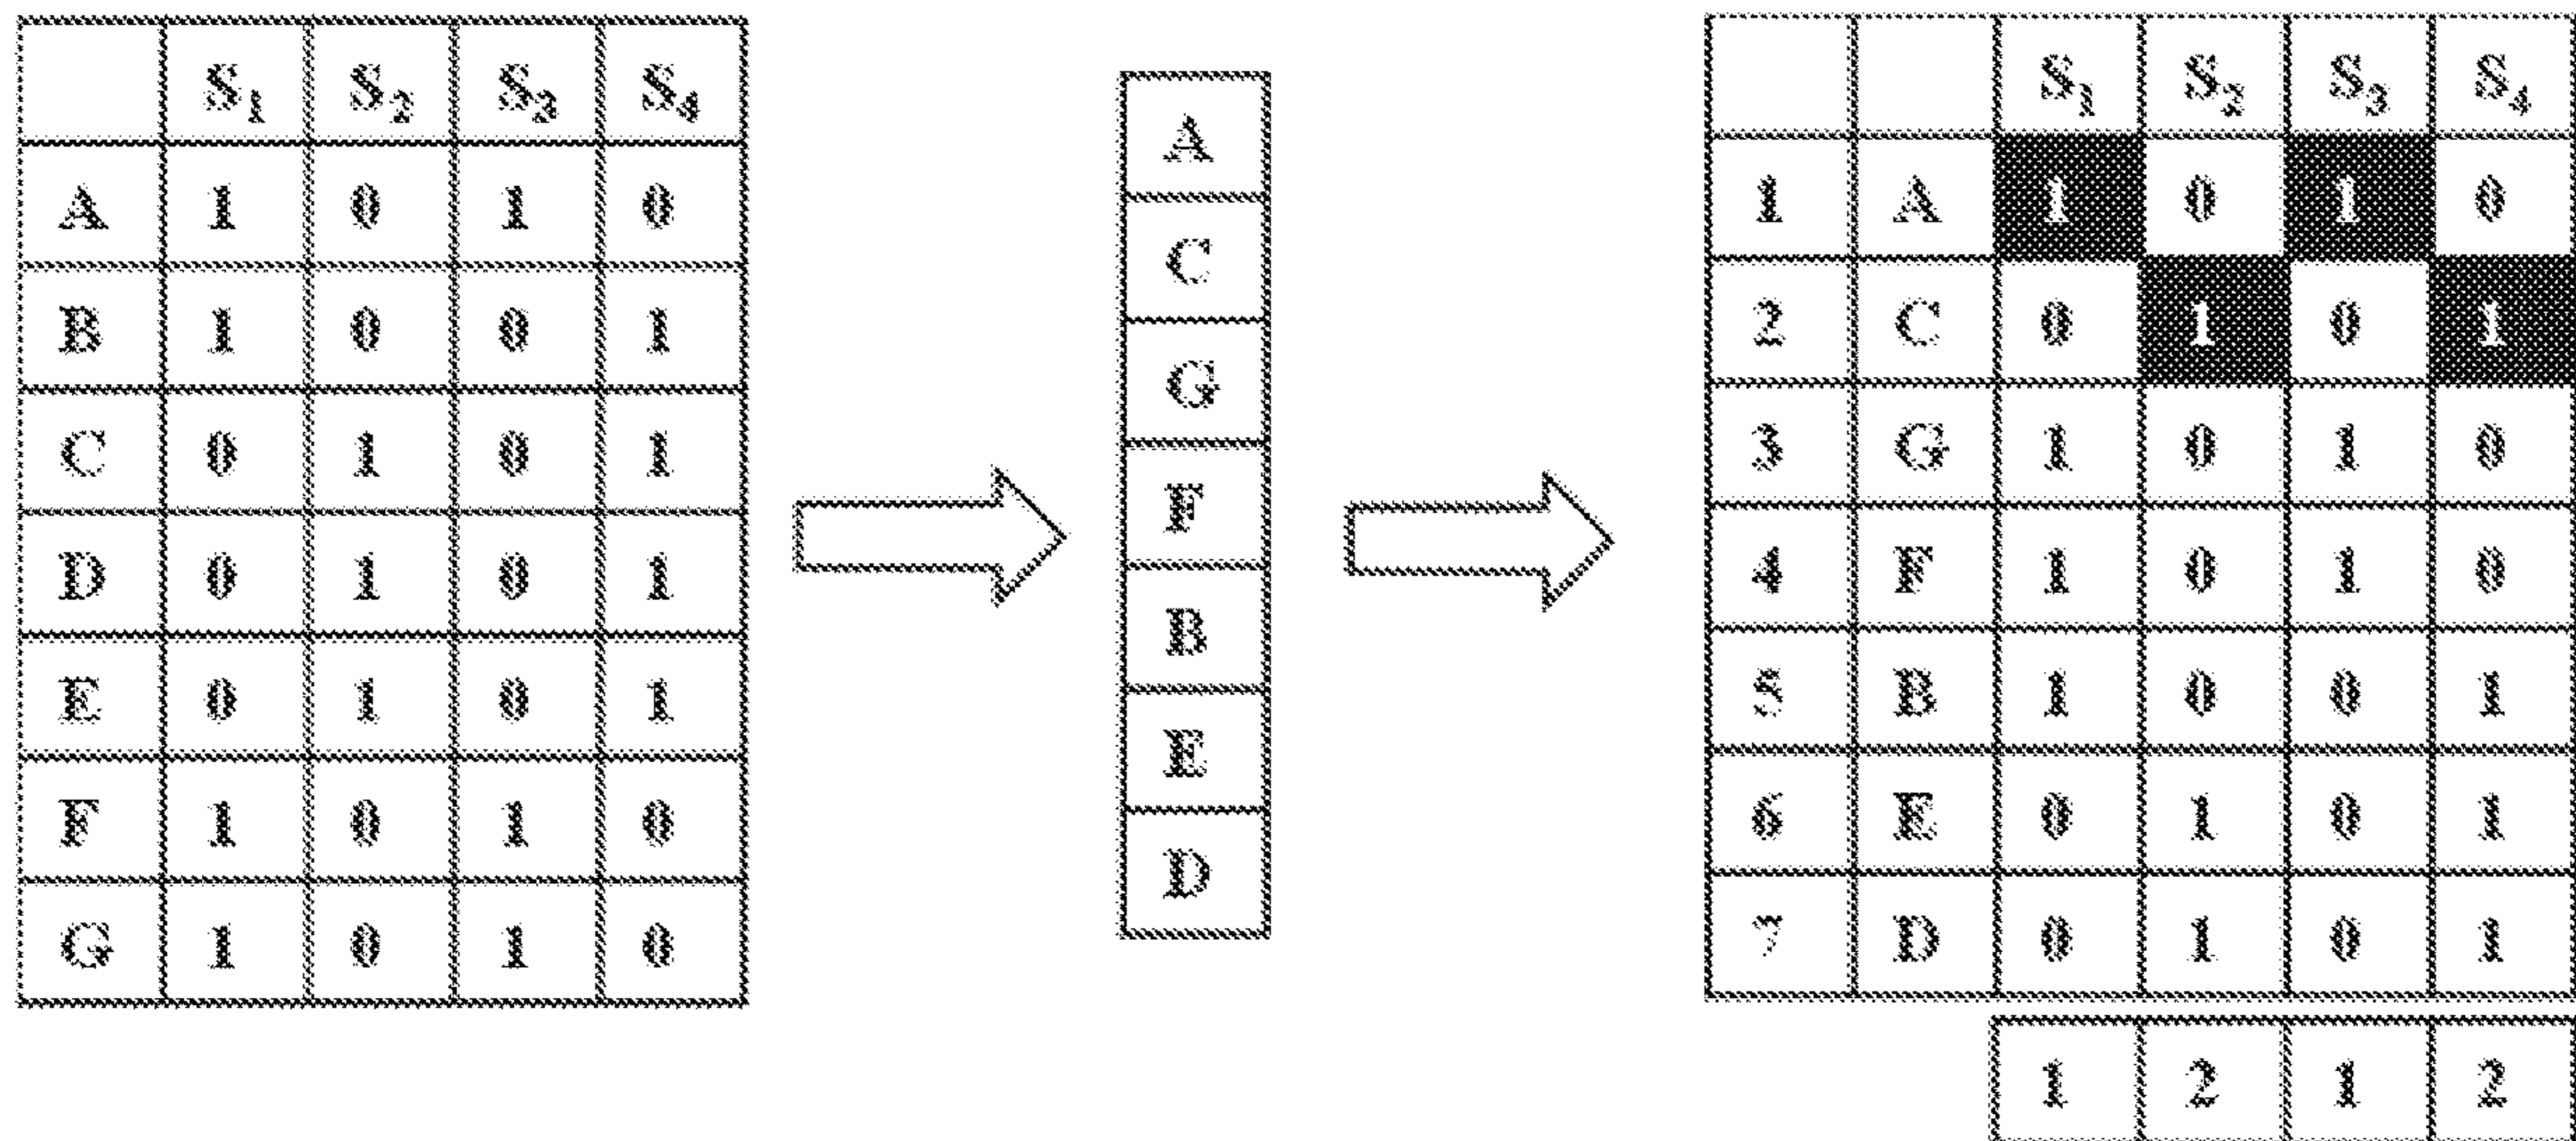 S₁ S₂ S₃ S₄
A 1 0 1 0
B 1 0 0 1
C 0 1 0 1
D 0 1 0 1
E 0 1 0 1
F 1 0 1 0
G 1 0 1 0
A
C
G
F
B
E
D
S₁ S₂ S₃ S₄
1 A 1 0 1 0
2 C 0 1 0 1
3 G 1 0 1 0
4 F 1 0 1 0
5 B 1 0 0 1
6 E 0 1 0 1
7 D 0 1 0 1
1 2 1 2